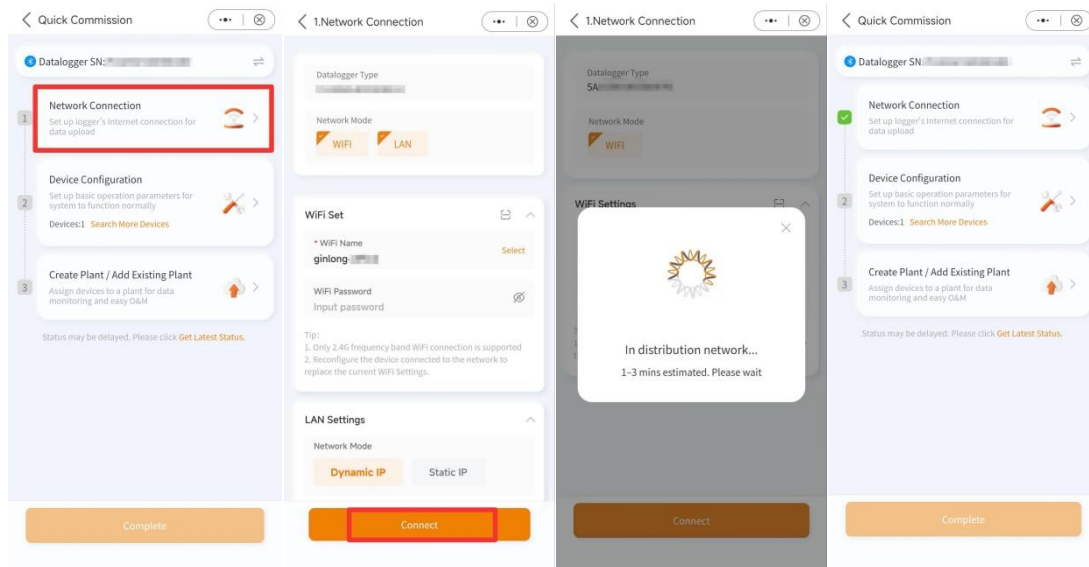 Quick Commission
Datalogger SN:
1
Network Connection
Set up logger's Internet connection for
data upload
2
Device Configuration
Set up basic operation parameters for
system to function normally
Devices:1 Search More Devices
3
Create Plant / Add Existing Plant
Assign devices to a plant for data
monitoring and easy O&M
Status may be delayed. Please click Get Latest Status.
Complete
1.Network Connection
Datalogger Type
Network Mode
WIFI LAN
WiFi Set
* WiFi Name
ginlong- Select
WiFi Password
Input password
Tip:
1. Only 2.4G frequency band WiFi connection is supported
2. Reconfigure the device connected to the network to
replace the current WiFi Settings.
LAN Settings
Network Mode
Dynamic IP Static IP
Connect
1.Network Connection
Datalogger Type
5A
Network Mode
WIFI
WiFi Settings
In distribution network...
1-3 mins estimated. Please wait
Connect
Quick Commission
Datalogger SN:
Network Connection
Set up logger's Internet connection for
data upload
2
Device Configuration
Set up basic operation parameters for
system to function normally
Devices:1 Search More Devices
3
Create Plant / Add Existing Plant
Assign devices to a plant for data
monitoring and easy O&M
Status may be delayed. Please click Get Latest Status.
Complete